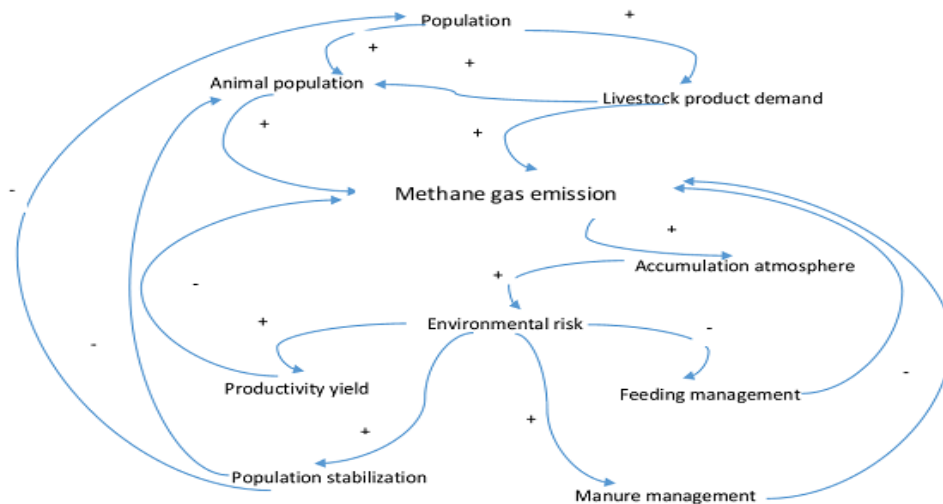 Population
+
+
+
Animal population
Livestock product demand
+
+
-
Methane gas emission
+
Accumulation atmosphere
+
-
Environmental risk
+
-
-
-
Productivity yield
Feeding management
+
+
Population stabilization
Manure management